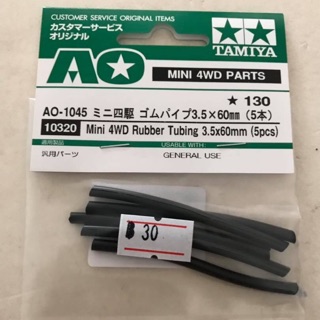 CUSTOMER SERVICE ORIGINAL ITEMS
カスタマーサービス
オリジナル
TAMIYA
AO
MINI 4WD PARTS
★ 130
AO-1045 ミニ四駆 ゴムパイプ3.5×60mm (5本)
10320 Mini 4WD Rubber Tubing 3.5x60mm (5pcs)
適用製品 USABLE WITH
汎用パーツ GENERAL USE
฿ 30